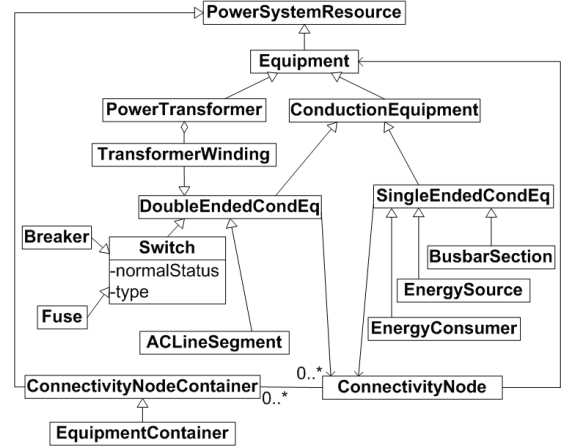 PowerSystemResource
Equipment
PowerTransformer
ConductionEquipment
TransformerWinding
DoubleEndedCondEq
SingleEndedCondEq
Breaker
Switch
-normalStatus
-type
BusbarSection
EnergySource
Fuse
EnergyConsumer
ACLineSegment
0..*
ConnectivityNodeContainer
0..*
ConnectivityNode
EquipmentContainer